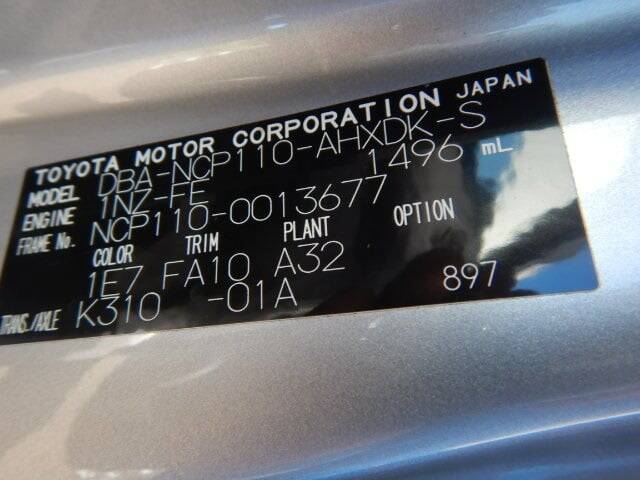 TOYOTA MOTOR CORPORATION JAPAN
MODEL DBA-NCP110-AHXDK-S
ENGINE 1NZ-FE 1496 mL
FRAME No. NCP110-0013677
COLOR TRIM PLANT OPTION
1E7 FA10 A32
TRANS./AXLE K310 -01A 897